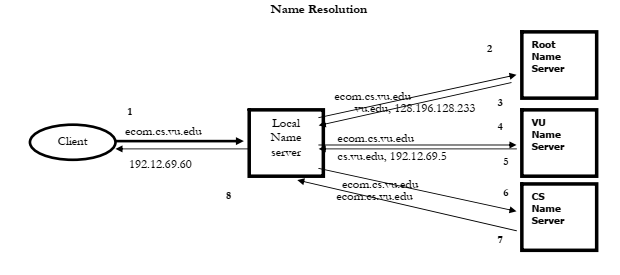 Name Resolution
2
Root
Name
Server
ecom.cs.vu.edu
vu.edu, 128.196.128.233
3
1
Client
ecom.cs.vu.edu
192.12.69.60
Local
Name
server
4
VU
Name
Server
ecom.cs.vu.edu
cs.vu.edu, 192.12.69.5
5
ecom.cs.vu.edu
ecom.cs.vu.edu
6
CS
Name
Server
8
7